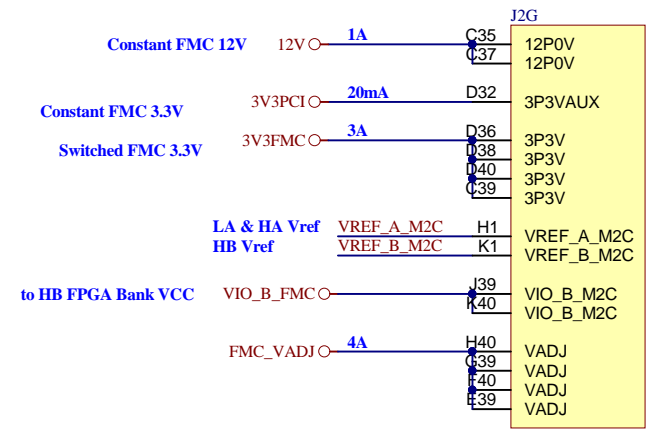 J2G
Constant FMC 12V 12V 1A C35 12P0V
C37 12P0V
Constant FMC 3.3V 3V3PCI 20mA D32 3P3VAUX
Switched FMC 3.3V 3V3FMC 3A D36 3P3V
D38 3P3V
D40 3P3V
C39 3P3V
LA & HA Vref VREF_A_M2C H1 VREF_A_M2C
HB Vref VREF_B_M2C K1 VREF_B_M2C
to HB FPGA Bank VCC VIO_B_FMC J39 VIO_B_M2C
K40 VIO_B_M2C
FMC_VADJ 4A H40 VADJ
G39 VADJ
F40 VADJ
E39 VADJ